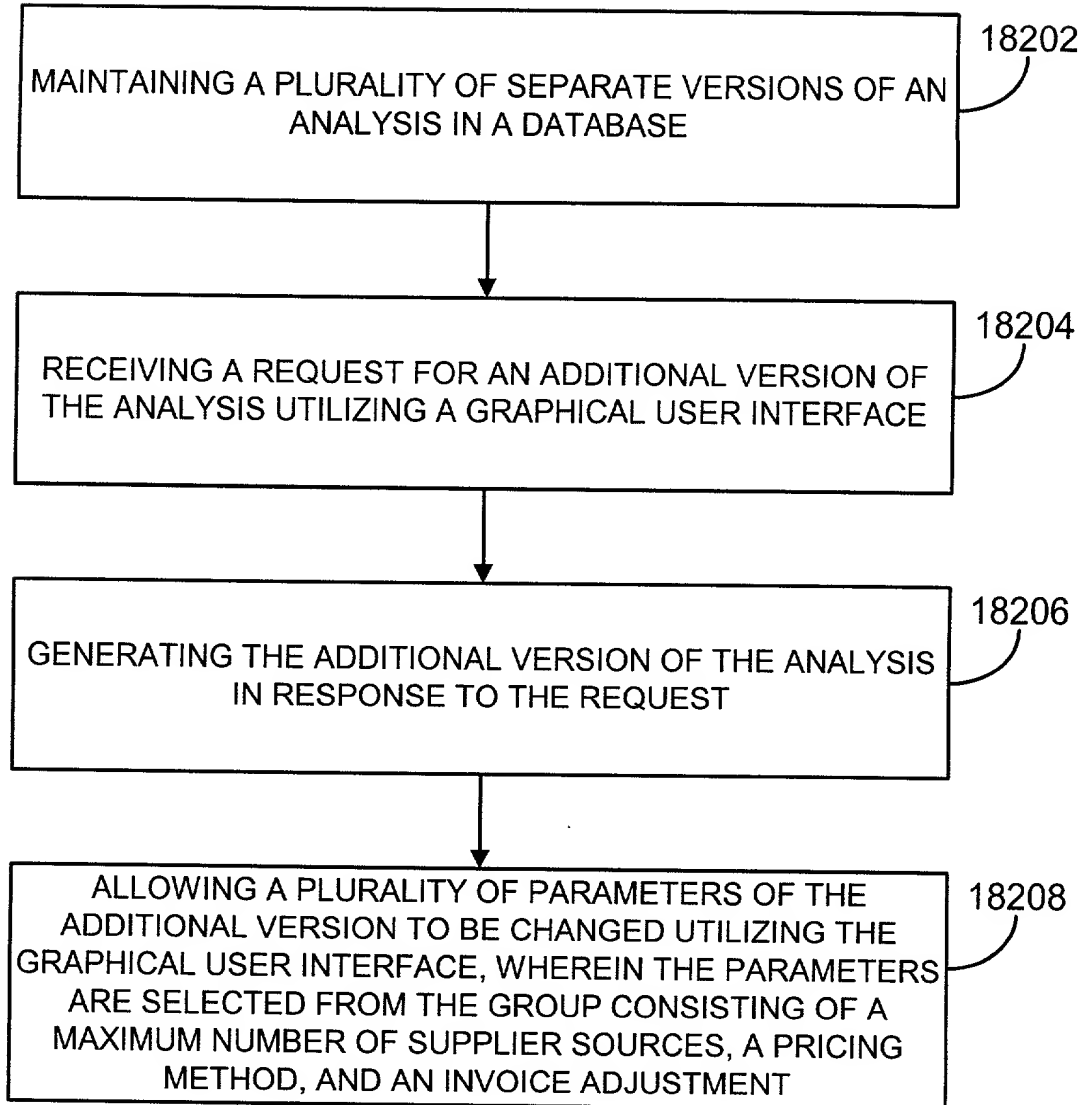 18202
MAINTAINING A PLURALITY OF SEPARATE VERSIONS OF AN
ANALYSIS IN A DATABASE
18204
RECEIVING A REQUEST FOR AN ADDITIONAL VERSION OF
THE ANALYSIS UTILIZING A GRAPHICAL USER INTERFACE
18206
GENERATING THE ADDITIONAL VERSION OF THE ANALYSIS
IN RESPONSE TO THE REQUEST
18208
ALLOWING A PLURALITY OF PARAMETERS OF THE
ADDITIONAL VERSION TO BE CHANGED UTILIZING THE
GRAPHICAL USER INTERFACE, WHEREIN THE PARAMETERS
ARE SELECTED FROM THE GROUP CONSISTING OF A
MAXIMUM NUMBER OF SUPPLIER SOURCES, A PRICING
METHOD, AND AN INVOICE ADJUSTMENT